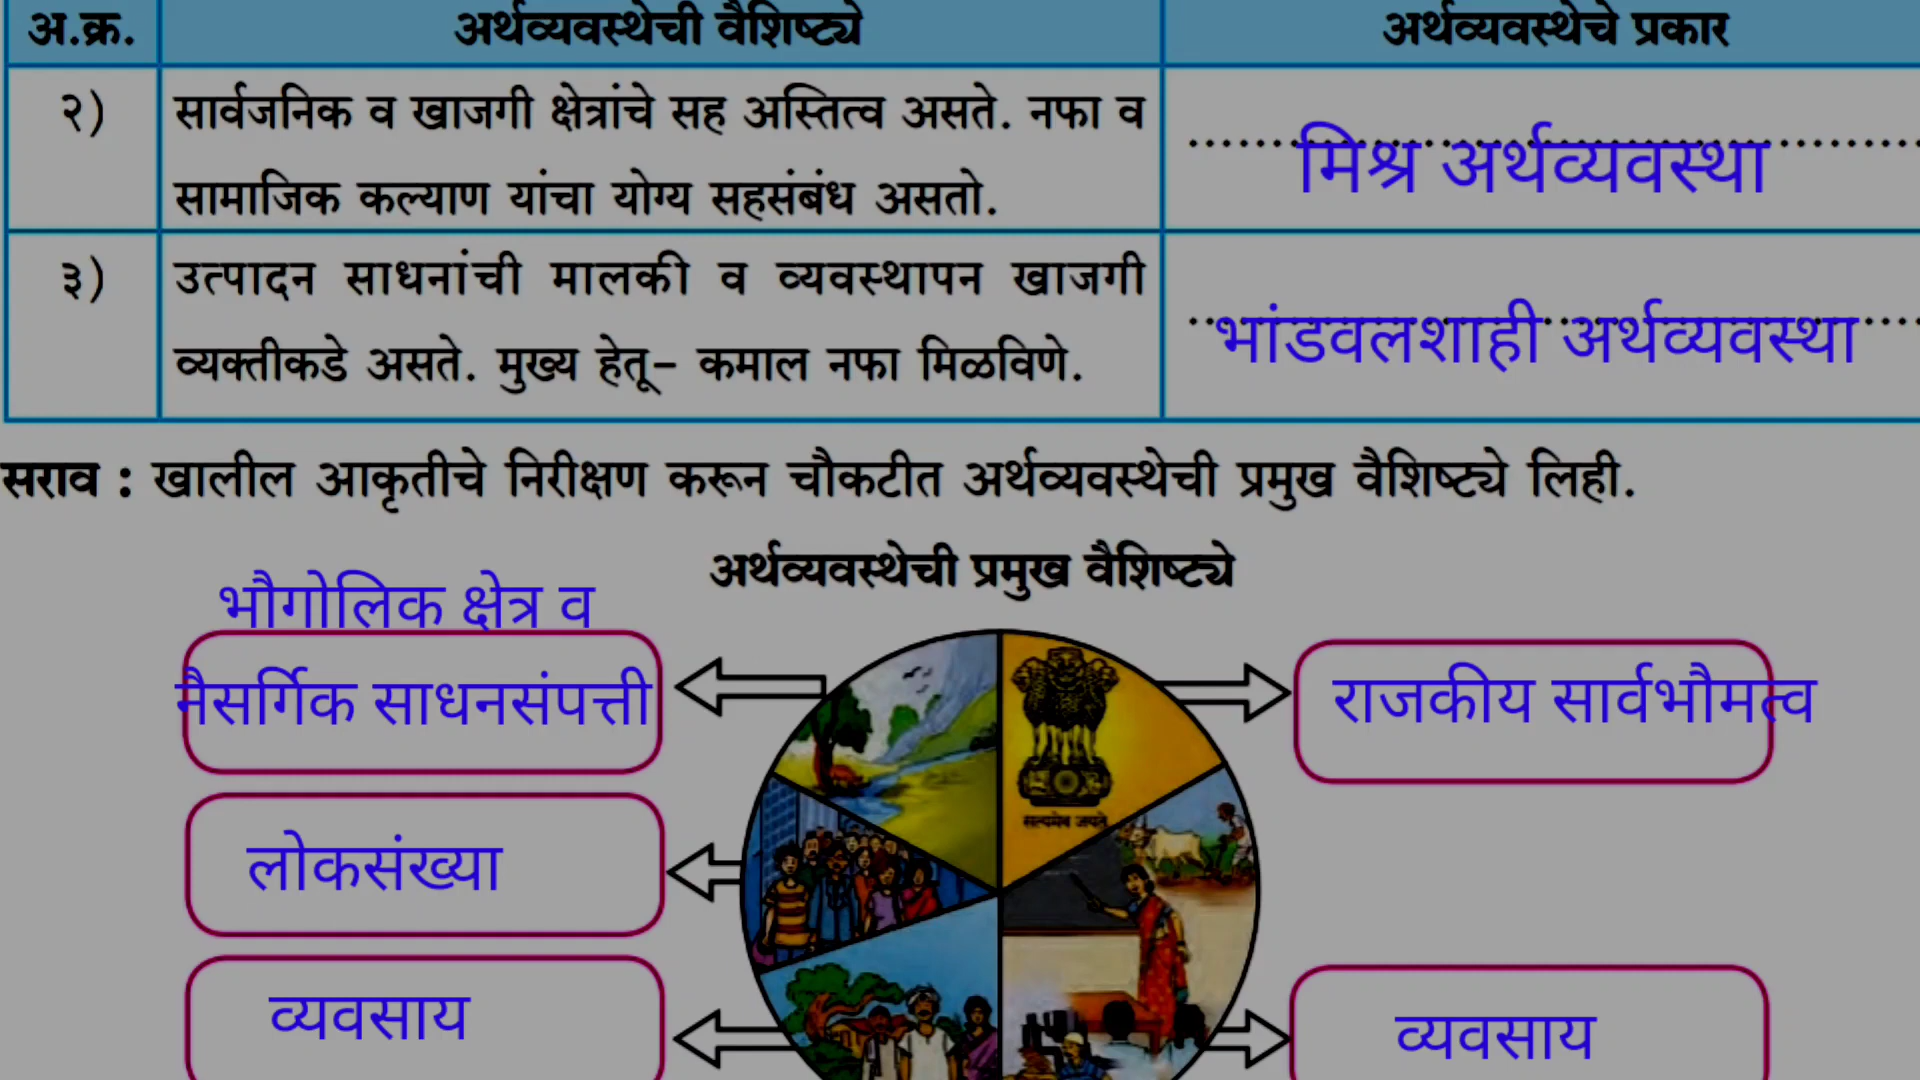 अ.क्र. अर्थव्यवस्थेची वैशिष्ट्ये अर्थव्यवस्थेचे प्रकार
२) सार्वजनिक व खाजगी क्षेत्रांचे सह अस्तित्व असते. नफा व
सामाजिक कल्याण यांचा योग्य सहसंबंध असतो.
मिश्र अर्थव्यवस्था
३) उत्पादन साधनांची मालकी व व्यवस्थापन खाजगी
व्यक्तीकडे असते. मुख्य हेतू– कमाल नफा मिळविणे.
भांडवलशाही अर्थव्यवस्था
सराव : खालील आकृतीचे निरीक्षण करून चौकटीत अर्थव्यवस्थेची प्रमुख वैशिष्ट्ये लिही.
अर्थव्यवस्थेची प्रमुख वैशिष्ट्ये
भौगोलिक क्षेत्र व
नैसर्गिक साधनसंपत्ती
राजकीय सार्वभौमत्व
सत्यमेव जयते
लोकसंख्या
व्यवसाय
व्यवसाय